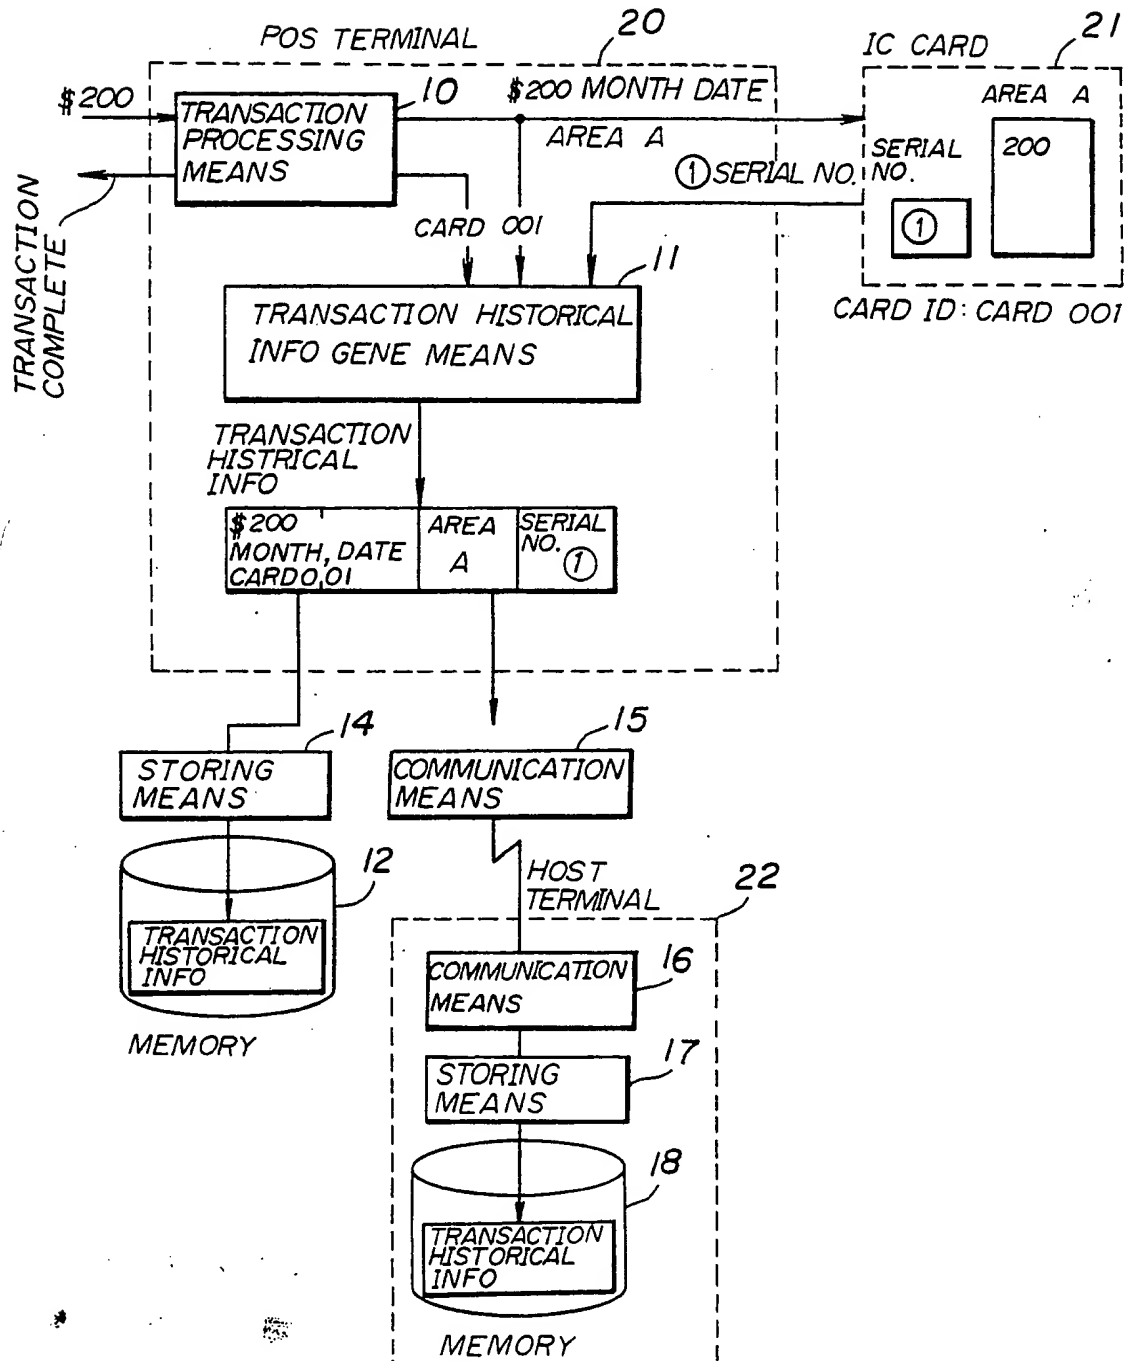 POS TERMINAL
20
IC CARD
21
$200
TRANSACTION
PROCESSING
MEANS
10
$200 MONTH DATE
AREA A
AREA A
200
SERIAL
NO.
①
① SERIAL NO.
CARD 001
CARD ID: CARD 001
TRANSACTION
COMPLETE
11
TRANSACTION HISTORICAL
INFO GENE MEANS
TRANSACTION
HISTRICAL
INFO
$200
MONTH, DATE
CARD0,01
AREA
A
SERIAL
NO.
①
14
STORING
MEANS
15
COMMUNICATION
MEANS
12
TRANSACTION
HISTORICAL
INFO
MEMORY
HOST
TERMINAL
22
COMMUNICATION
MEANS
16
STORING
MEANS
17
18
TRANSACTION
HISTORICAL
INFO
MEMORY